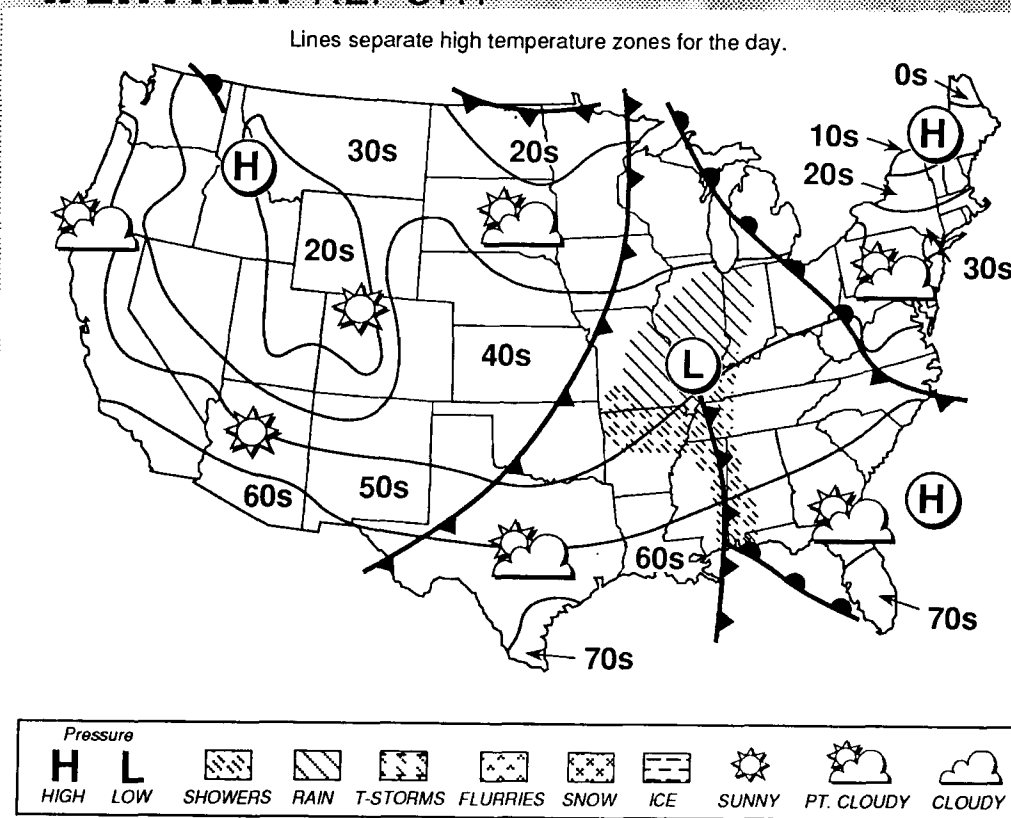 Lines separate high temperature zones for the day.
0s
H
10s
30s
20s
20s
H
20s
30s
40s
L
60s
50s
H
60s
70s
70s
Pressure
H L
HIGH LOW SHOWERS RAIN T-STORMS FLURRIES SNOW ICE SUNNY PT. CLOUDY CLOUDY